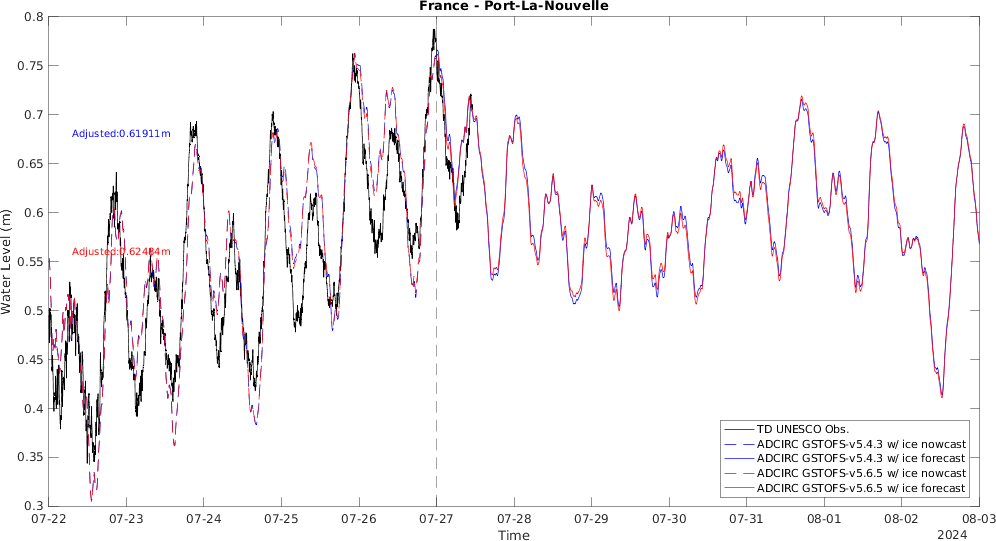 France - Port-La-Nouvelle
0.8
0.75
0.7
0.65
0.6
0.55
0.5
0.45
0.4
0.35
0.3
Water Level (m)
Adjusted:0.61911m
Adjusted:0.62484m
TD UNESCO Obs.
ADCIRC GSTOFS-v5.4.3 w/ ice nowcast
ADCIRC GSTOFS-v5.4.3 w/ ice forecast
ADCIRC GSTOFS-v5.6.5 w/ ice nowcast
ADCIRC GSTOFS-v5.6.5 w/ ice forecast
07-22 07-23 07-24 07-25 07-26 07-27 07-28 07-29 07-30 07-31 08-01 08-02 08-03
Time
2024